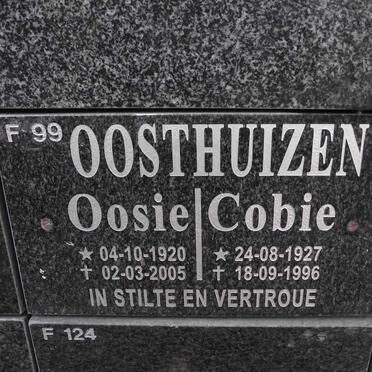 F 99
OOSTHUIZEN
Oosie Cobie
★ 04-10-1920 ★ 24-08-1927
✝ 02-03-2005 ✝ 18-09-1996
IN STILTE EN VERTROUE
F 124